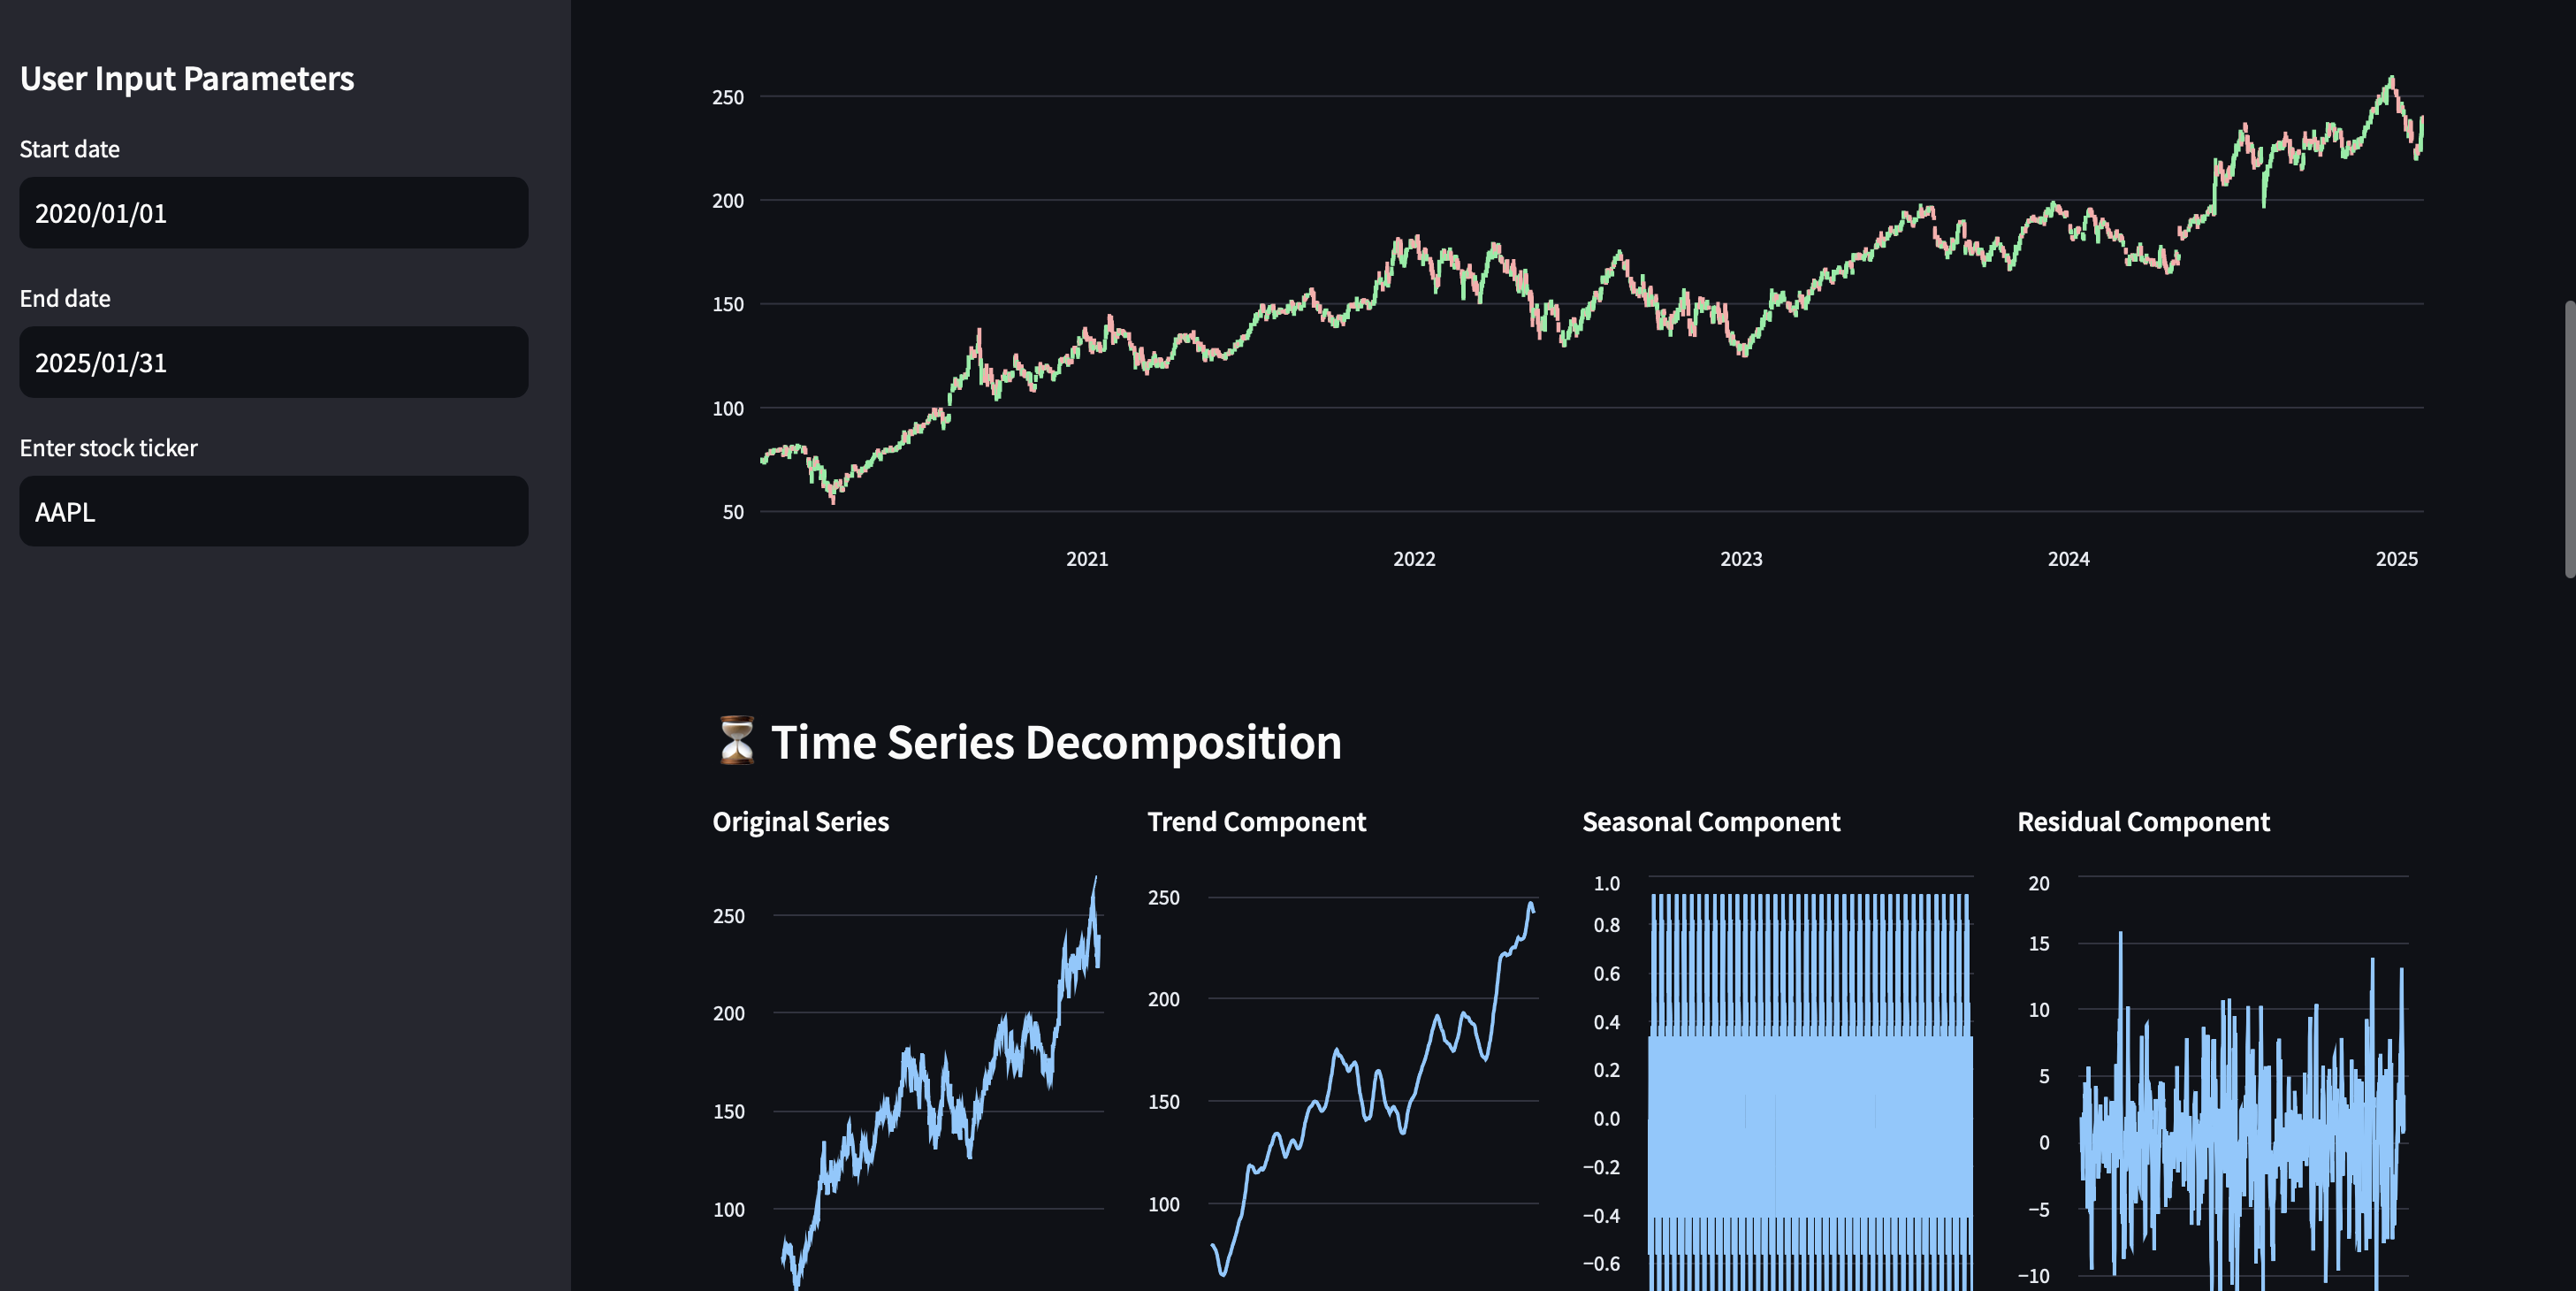 User Input Parameters
Start date
2020/01/01
End date
2025/01/31
Enter stock ticker
AAPL
250
200
150
100
50
2021 2022 2023 2024 2025
⏳ Time Series Decomposition
Original Series
250
200
150
100
Trend Component
250
200
150
100
Seasonal Component
1.0
0.8
0.6
0.4
0.2
0.0
−0.2
−0.4
−0.6
Residual Component
20
15
10
5
0
−5
−10